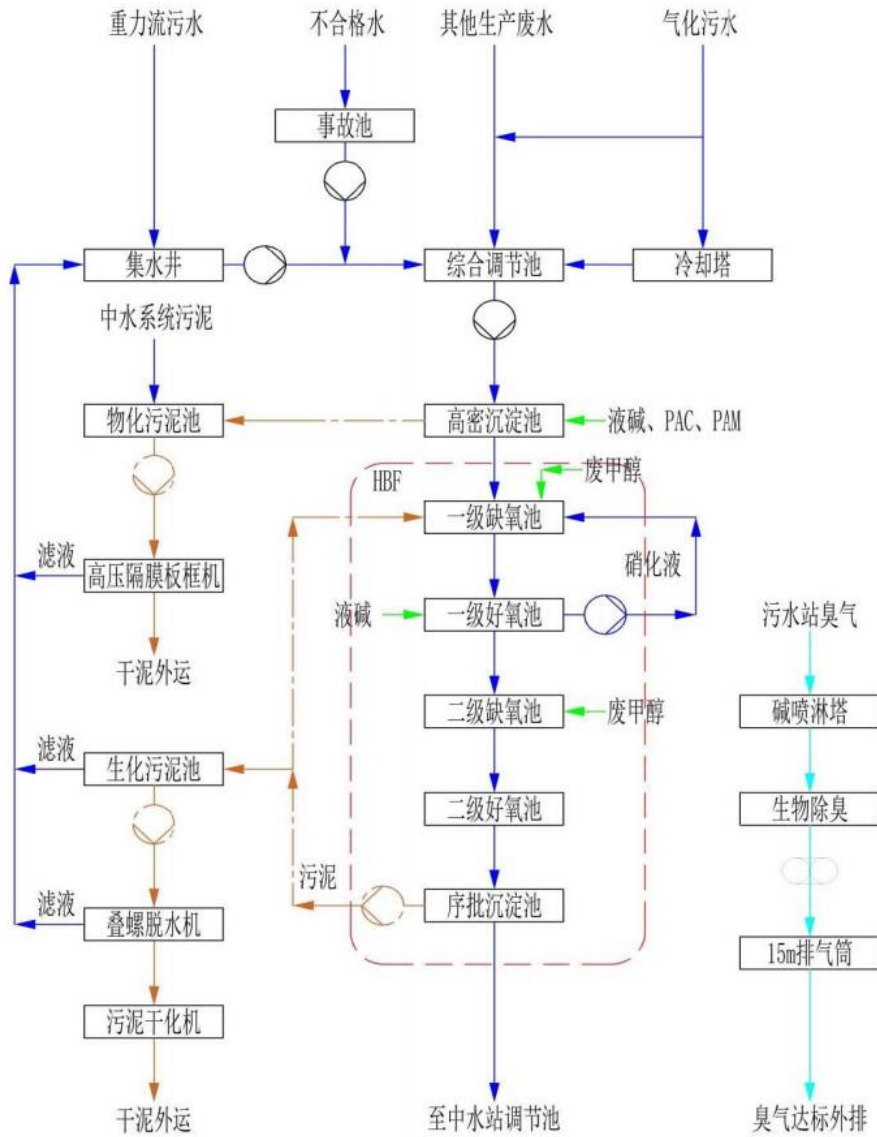 重力流污水
不合格水
其他生产废水
气化污水
事故池
集水井
综合调节池
冷却塔
中水系统污泥
物化污泥池
高密沉淀池
液碱、PAC、PAM
HBF
废甲醇
一级缺氧池
滤液
高压隔膜板框机
硝化液
液碱
一级好氧池
污水站臭气
干泥外运
二级缺氧池
废甲醇
碱喷淋塔
滤液
生化污泥池
二级好氧池
生物除臭
污泥
滤液
叠螺脱水机
序批沉淀池
15m排气筒
污泥干化机
干泥外运
至中水站调节池
臭气达标外排